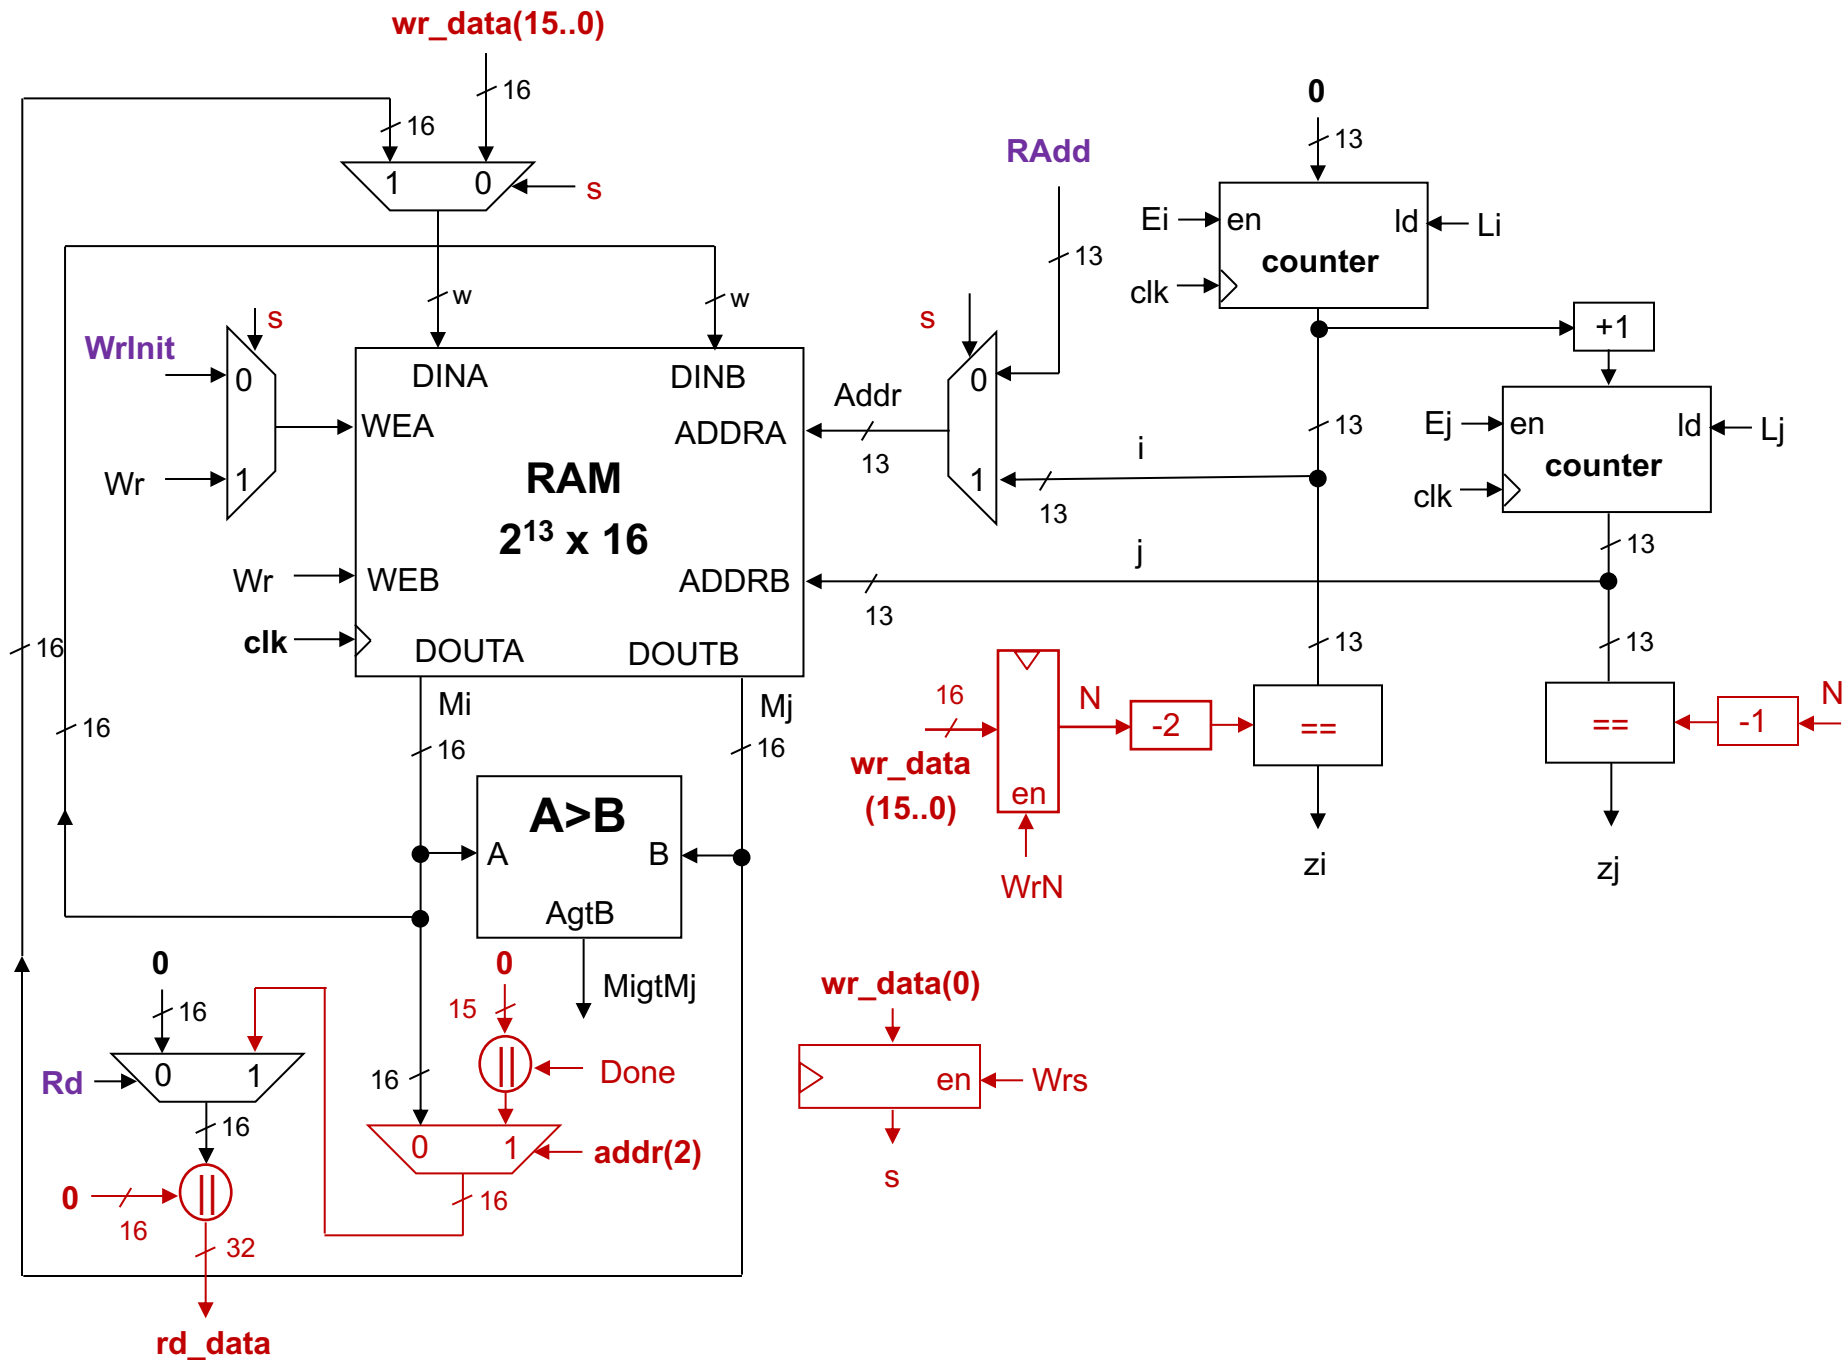 wr_data(15..0)
16
16
1 0
s
0
13
RAdd
13
Ei
en
ld
Li
counter
clk
w
w
s
WrInit
0
1
Wr
s
0
1
Addr
13
i
13
13
+1
Ej
en
ld
Lj
counter
clk
13
DINA
DINB
WEA
ADDRA
RAM
2¹³ x 16
Wr
WEB
ADDRB
j
13
clk
DOUTA
DOUTB
16
16
Mi
Mj
16
16
13
13
16
wr_data
(15..0)
en
WrN
N
-2
==
zi
==
-1
N
zj
A>B
A
B
AgtB
MigtMj
0
16
Rd
0 1
16
0
16
32
rd_data
0
15
Done
16
0 1
addr(2)
16
wr_data(0)
en
Wrs
s